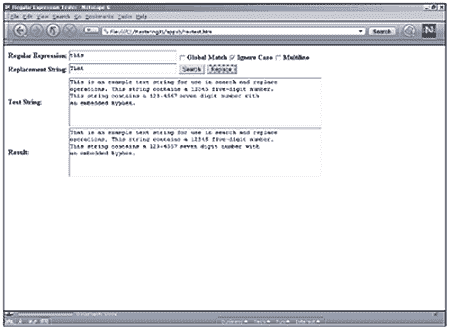 Regular Expression Tester - Netscape 6
File Edit View Search Go Bookmarks Tasks Help
Search
Regular Expression: this
Global Match Ignore Case Multiline
Replacement String: That
Search Replace
Test String:
This is an example text string for use in search and replace
operations. This string contains a 12345 five-digit number.
This string contains a 123-4567 seven digit number with
an embedded hyphen.
Result:
That is an example text string for use in search and replace
operations. This string contains a 12345 five-digit number.
This string contains a 123-4567 seven digit number with
an embedded hyphen.